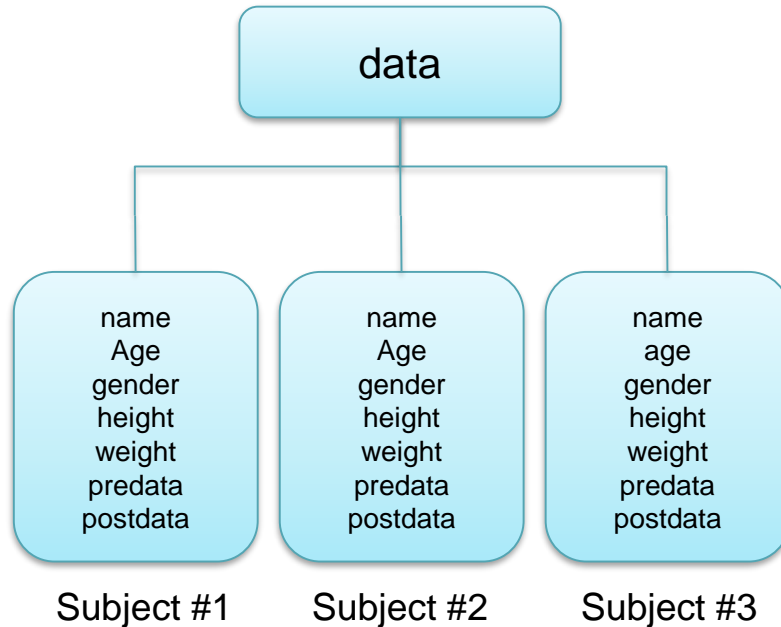 data
name
Age
gender
height
weight
predata
postdata
Subject #1
name
Age
gender
height
weight
predata
postdata
Subject #2
name
age
gender
height
weight
predata
postdata
Subject #3